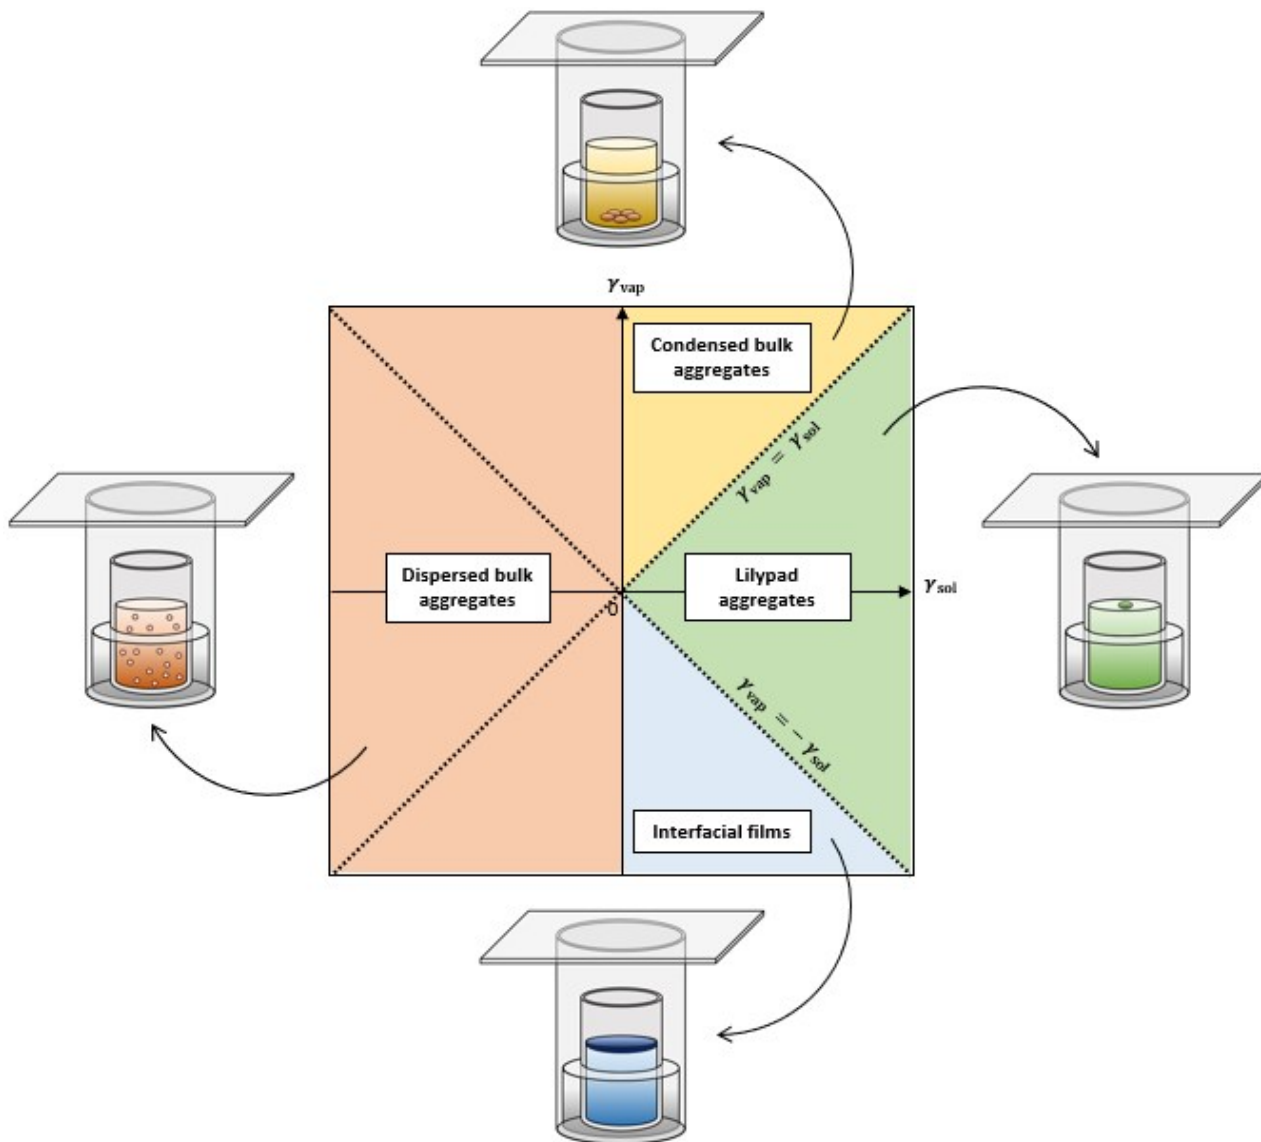 γvap
Condensed bulk
aggregates
γvap = γsol
Dispersed bulk
aggregates
0
Lilypad
aggregates
γsol
γvap = − γsol
Interfacial films